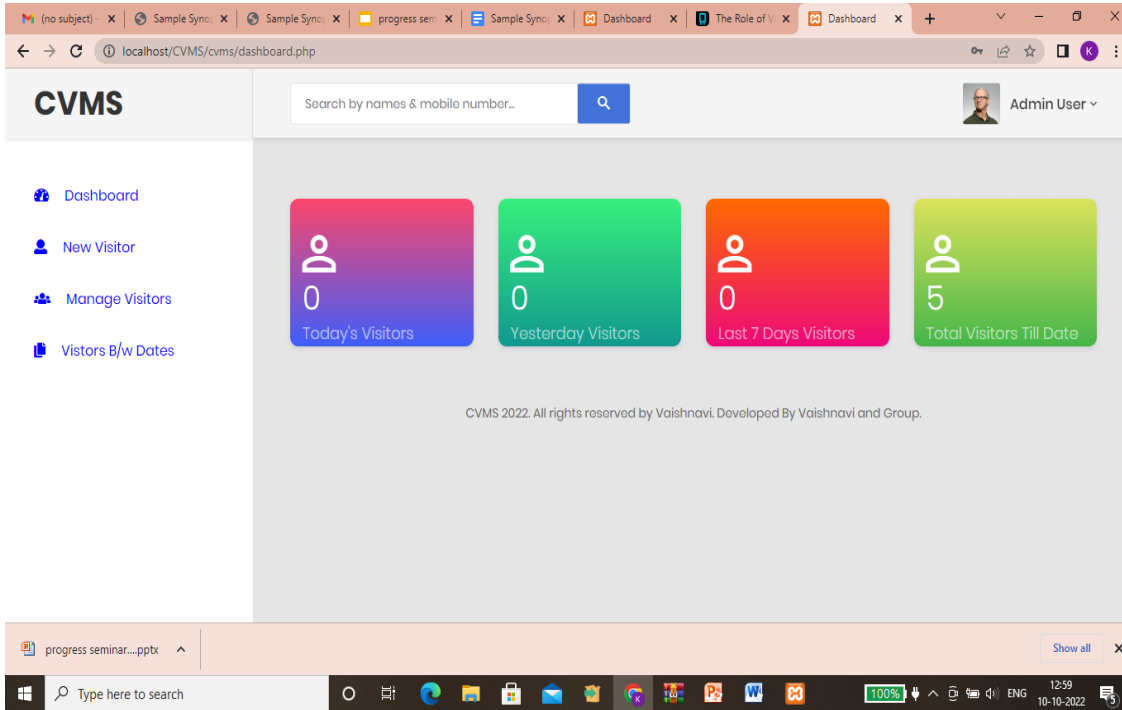 (no subject) -
Sample Synop
Sample Synop
progress sem
Sample Synop
Dashboard
The Role of V
Dashboard
localhost/CVMS/cvms/dashboard.php
K
CVMS
Search by names & mobile number...
Admin User
Dashboard
New Visitor
Manage Visitors
Vistors B/w Dates
0
Today's Visitors
0
Yesterday Visitors
0
Last 7 Days Visitors
5
Total Visitors Till Date
CVMS 2022. All rights reserved by Vaishnavi. Developed By Vaishnavi and Group.
progress seminar....pptx
Show all
Type here to search
100%
ENG
12:59
10-10-2022
5